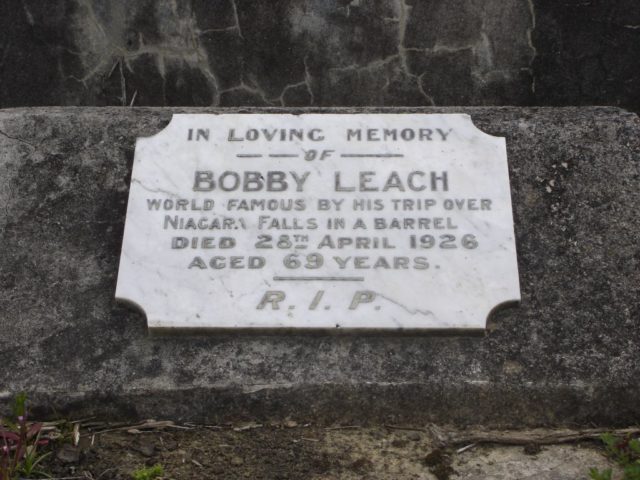 IN LOVING MEMORY
OF
BOBBY LEACH
WORLD FAMOUS BY HIS TRIP OVER
NIAGARA FALLS IN A BARREL
DIED 28TH APRIL 1926
AGED 69 YEARS.
R.I.P.